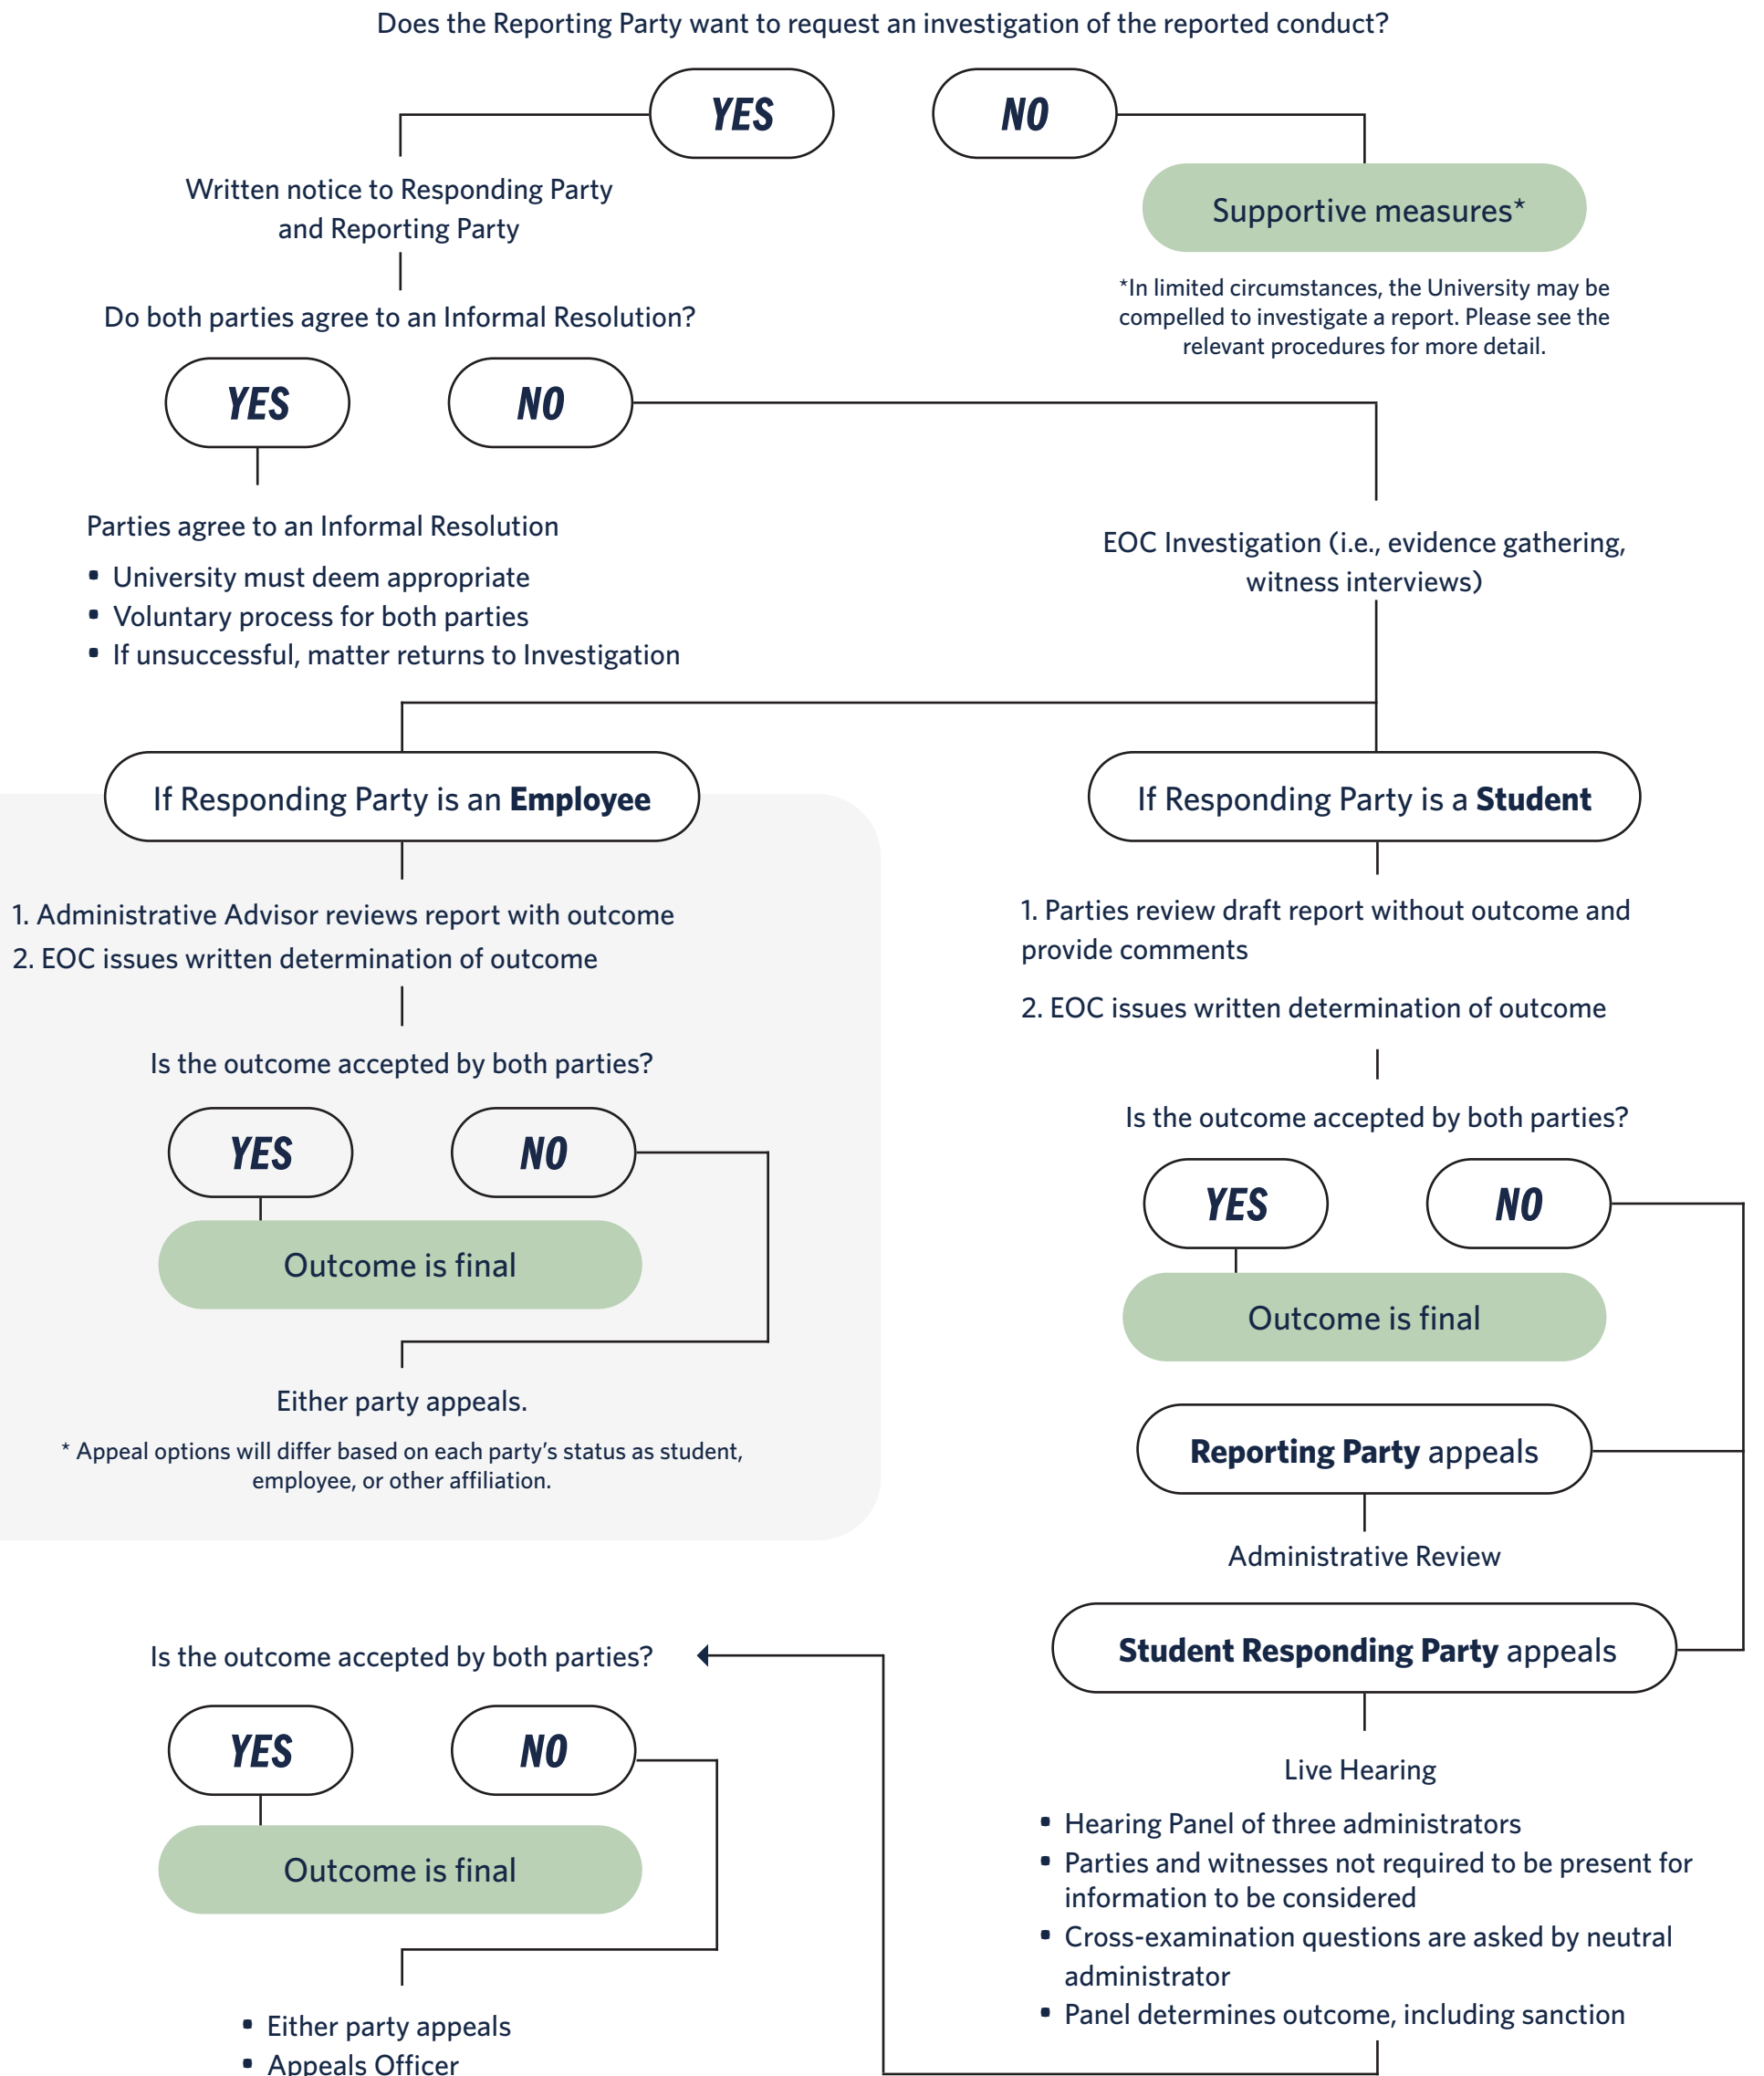 Does the Reporting Party want to request an investigation of the reported conduct?
YES
NO
Written notice to Responding Party
and Reporting Party
Supportive measures*
*In limited circumstances, the University may be
compelled to investigate a report. Please see the
relevant procedures for more detail.
Do both parties agree to an Informal Resolution?
YES
NO
Parties agree to an Informal Resolution
▪ University must deem appropriate
▪ Voluntary process for both parties
▪ If unsuccessful, matter returns to Investigation
EOC Investigation (i.e., evidence gathering,
witness interviews)
If Responding Party is an Employee
1. Administrative Advisor reviews report with outcome
2. EOC issues written determination of outcome
Is the outcome accepted by both parties?
YES
NO
Outcome is final
Either party appeals.
* Appeal options will differ based on each party’s status as student,
employee, or other affiliation.
If Responding Party is a Student
1. Parties review draft report without outcome and
provide comments
2. EOC issues written determination of outcome
Is the outcome accepted by both parties?
YES
NO
Outcome is final
Reporting Party appeals
Administrative Review
Student Responding Party appeals
Live Hearing
▪ Hearing Panel of three administrators
▪ Parties and witnesses not required to be present for
information to be considered
▪ Cross-examination questions are asked by neutral
administrator
▪ Panel determines outcome, including sanction
Is the outcome accepted by both parties?
YES
NO
Outcome is final
▪ Either party appeals
▪ Appeals Officer